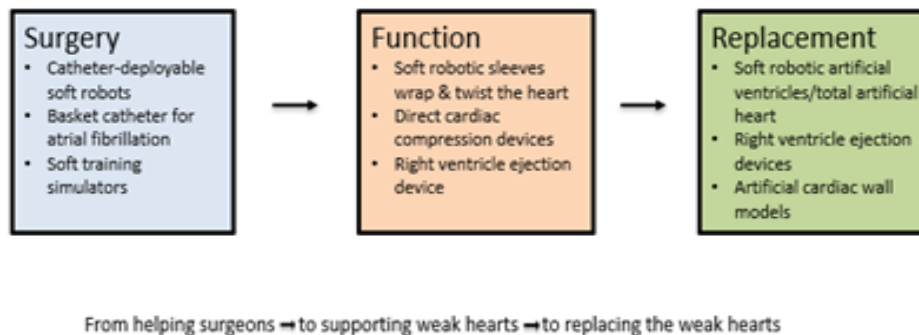 Surgery
• Catheter-deployable
soft robots
• Basket catheter for
atrial fibrillation
• Soft training
simulators
Function
• Soft robotic sleeves
wrap & twist the heart
• Direct cardiac
compression devices
• Right ventricle ejection
device
Replacement
• Soft robotic artificial
ventricles/total artificial
heart
• Right ventricle ejection
devices
• Artificial cardiac wall
models
From helping surgeons ➡to supporting weak hearts ➡to replacing the weak hearts